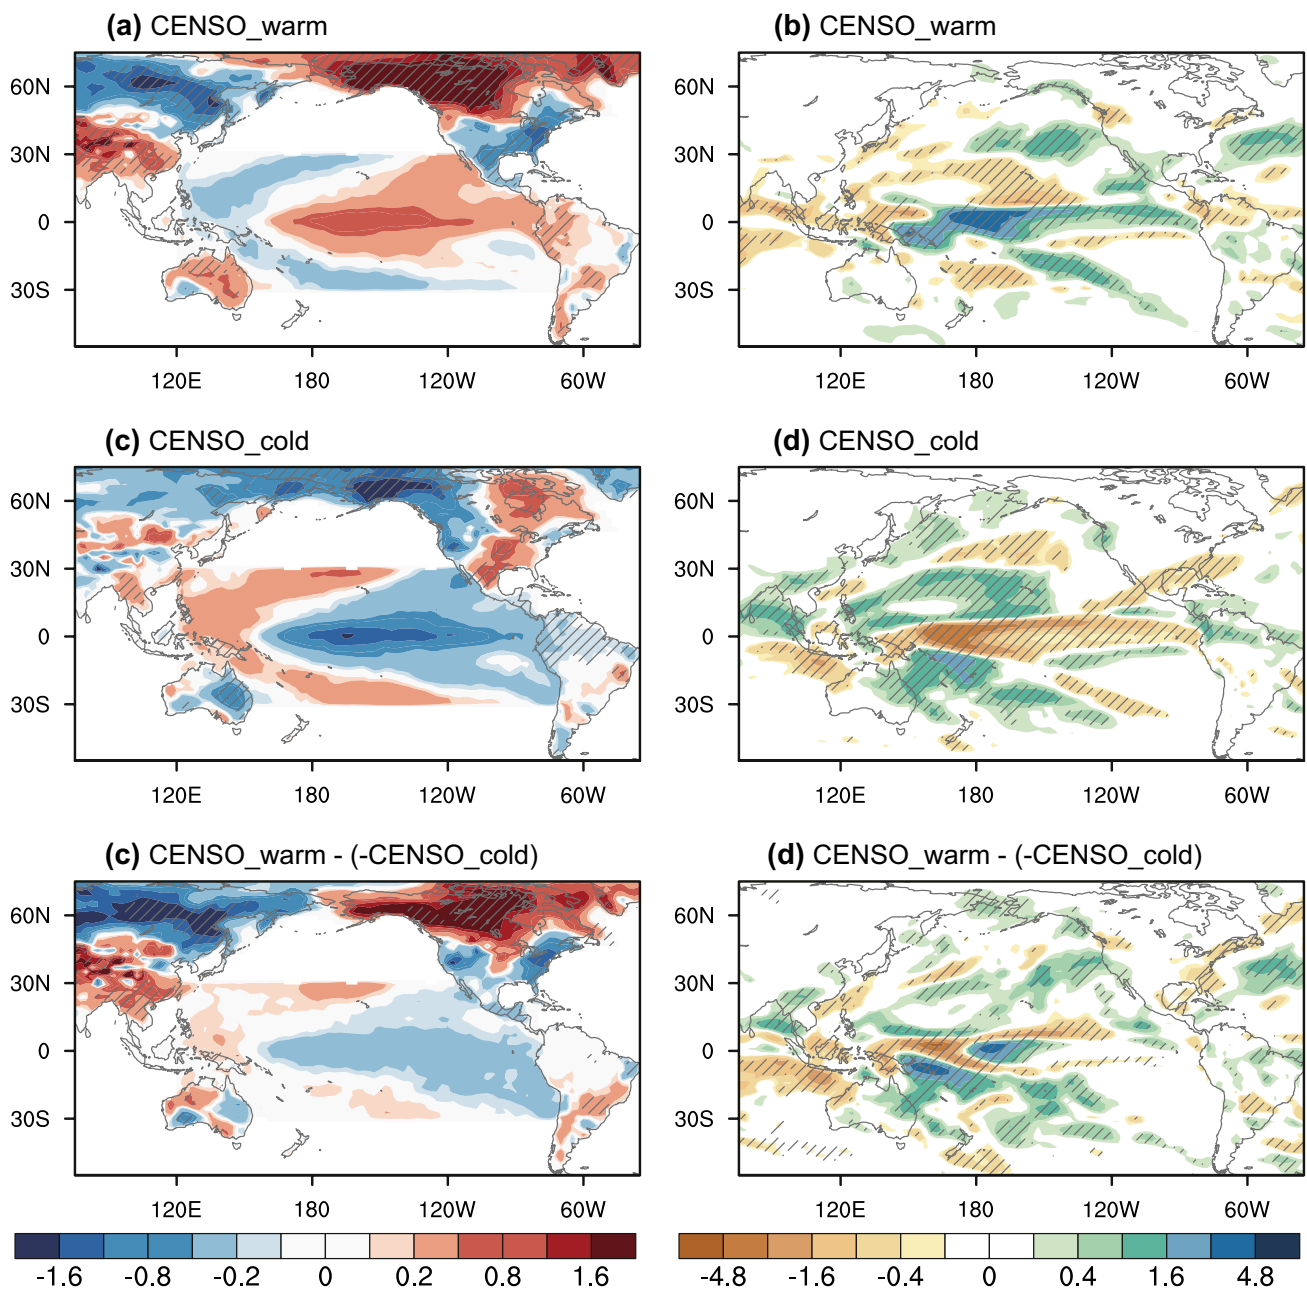 (a) CENSO_warm
(b) CENSO_warm
60N
30N
0
30S
120E 180 120W 60W
60N
30N
0
30S
120E 180 120W 60W
(c) CENSO_cold
(d) CENSO_cold
60N
30N
0
30S
120E 180 120W 60W
60N
30N
0
30S
120E 180 120W 60W
(c) CENSO_warm - (-CENSO_cold)
(d) CENSO_warm - (-CENSO_cold)
60N
30N
0
30S
120E 180 120W 60W
60N
30N
0
30S
120E 180 120W 60W
-1.6 -0.8 -0.2 0 0.2 0.8 1.6
-4.8 -1.6 -0.4 0 0.4 1.6 4.8